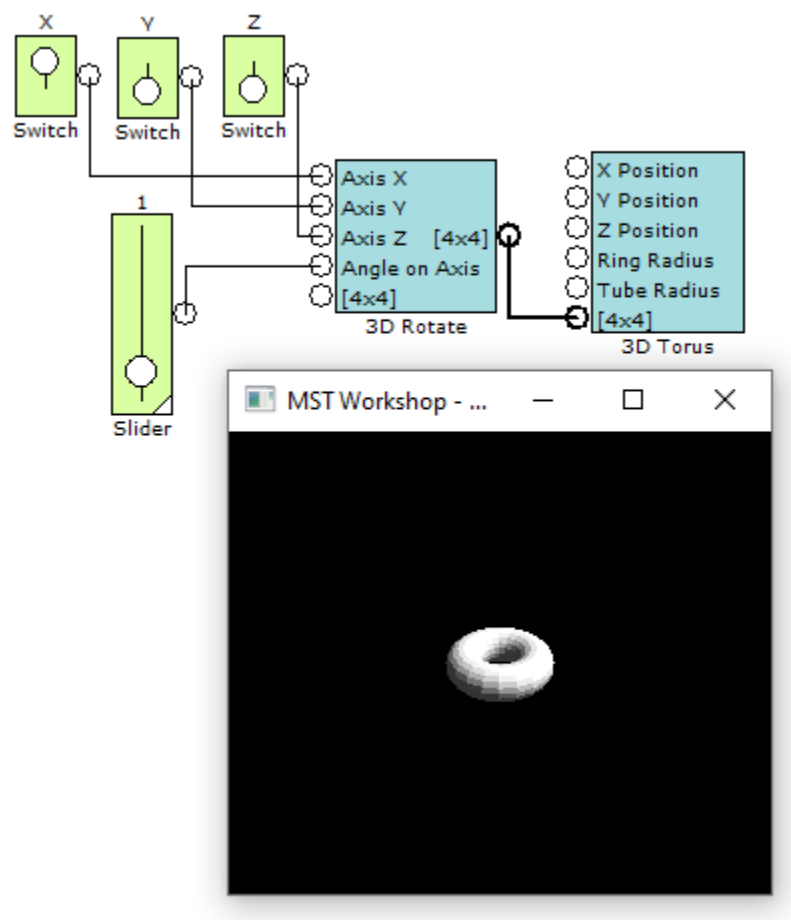 X
Y
Z
Switch
Switch
Switch
1
Slider
Axis X
Axis Y
Axis Z [4x4]
Angle on Axis
[4x4]
3D Rotate
X Position
Y Position
Z Position
Ring Radius
Tube Radius
[4x4]
3D Torus
MST Workshop - ...